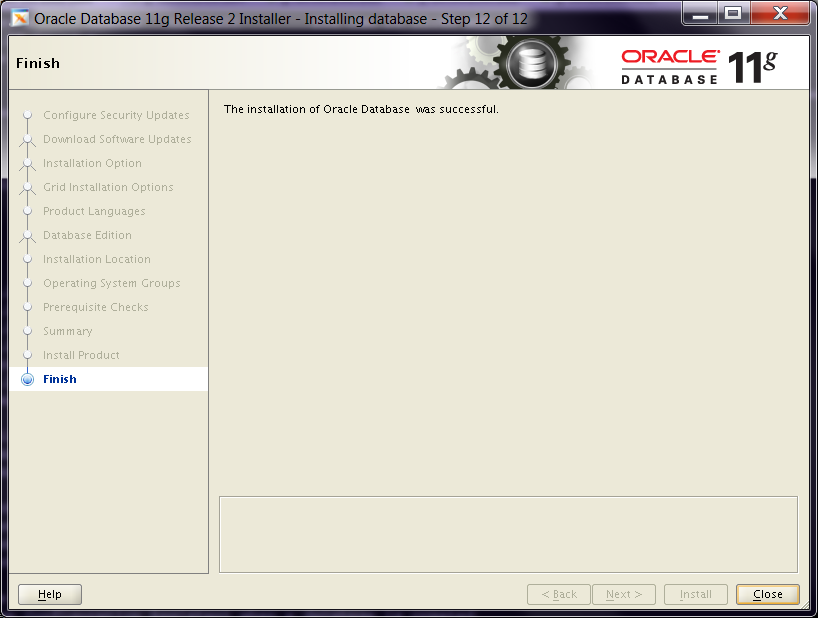 Oracle Database 11g Release 2 Installer - Installing database - Step 12 of 12
Finish
ORACLE
DATABASE
11g
Configure Security Updates
Download Software Updates
Installation Option
Grid Installation Options
Product Languages
Database Edition
Installation Location
Operating System Groups
Prerequisite Checks
Summary
Install Product
Finish
The installation of Oracle Database was successful.
Help
< Back
Next >
Install
Close